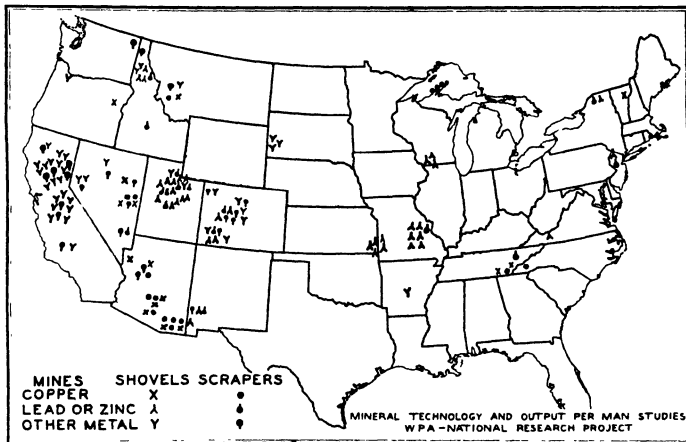 MINES SHOVELS SCRAPERS
COPPER X
LEAD OR ZINC
OTHER METAL Y
MINERAL TECHNOLOGY AND OUTPUT PER MAN STUDIES
WPA-NATIONAL RESEARCH PROJECT